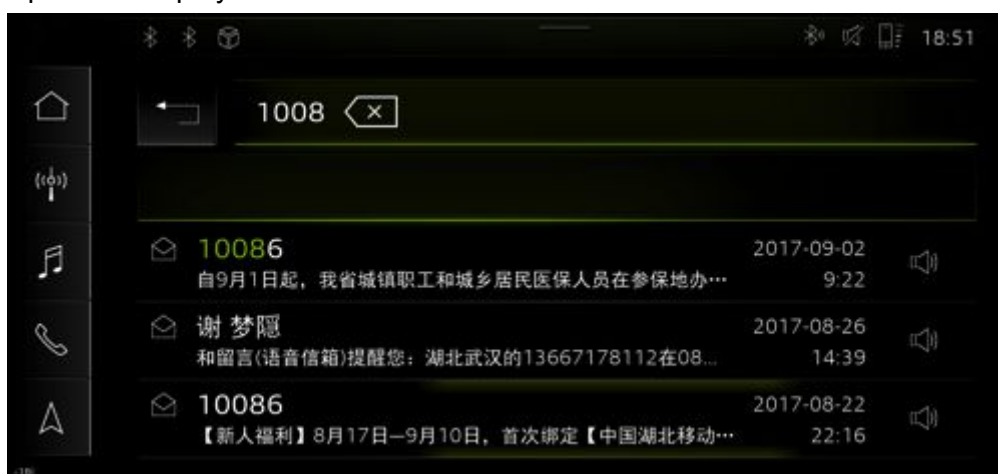 18:51
1008
10086
2017-09-02
自9月1日起，我省城镇职工和城乡居民医保人员在参保地办…
9:22
谢 梦隠
2017-08-26
和留言(语音信箱)提醒您：湖北武汉的13667178112在08...
14:39
10086
2017-08-22
【新人福利】8月17日—9月10日，首次绑定【中国湖北移动…
22:16